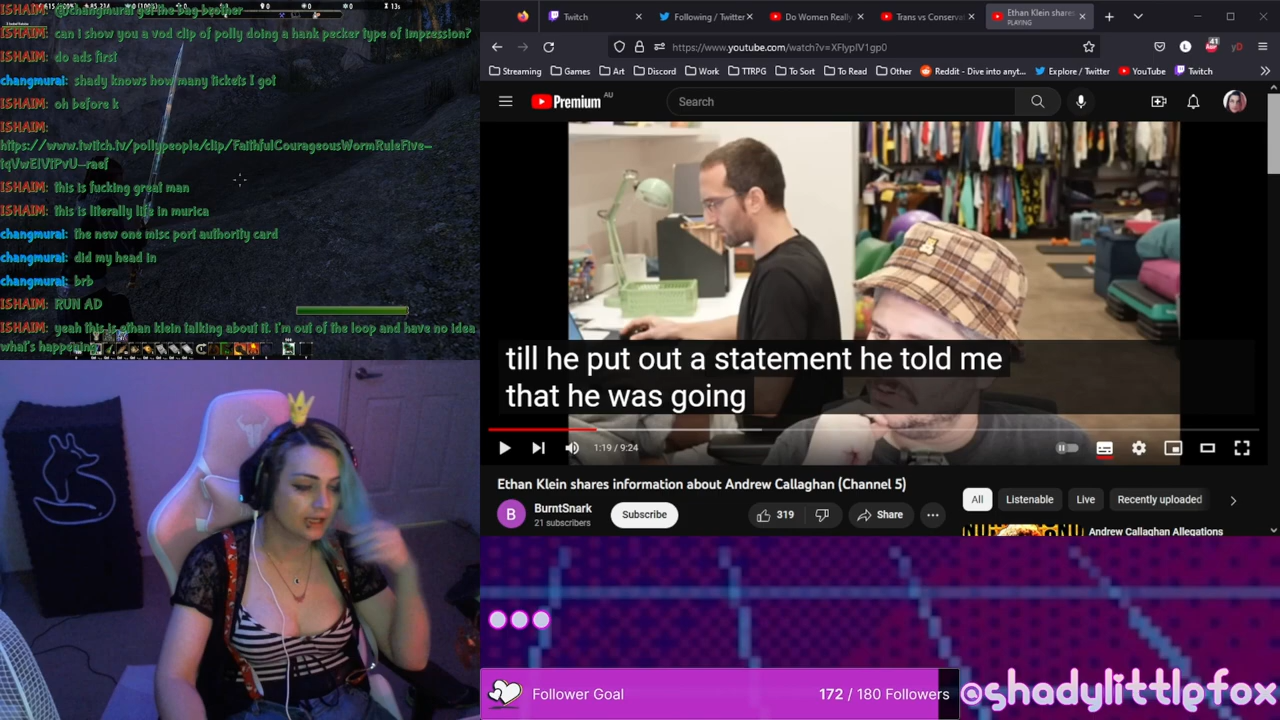 ISHAIM: @changmural
brother
ISHAIM: can i show you a vod clip of polly doing a hank pecker type of impression?
ISHAIM: do ads first
changmural: shady knows how many tickets I got
ISHAIM: oh before k
ISHAIM:
https://www.twitch.tv/pollypeople/clip/FaithfulCourageousWormRuleFive-
ISHAIM: this is fucking great man
ISHAIM: this is literally life in murica
changmural: the new one misc port authority card
changmural: did my head in
changmural: brb
ISHAIM: RUN AD
ISHAIM: yeah this is ethan klein talking about it. I'm out of the loop and have no idea
what's happening
Twitch
Following / Twitter
Do Women Really
Trans vs Conservat
Ethan Klein shares
PLAYING
https://www.youtube.com/watch?v=XFlyplV1gp0
41
Streaming
Games
Art
Discord
Work
TTRPG
To Sort
To Read
Other
Reddit - Dive into anyt...
Explore / Twitter
YouTube
Twitch
Premium
AU
Search
till he put out a statement he told me
that he was going
1:19 / 9:24
Ethan Klein shares information about Andrew Callaghan (Channel 5)
B
BurntSnark
21 subscribers
Subscribe
319
Share
All
Listenable
Live
Recently uploaded
Andrew Callaghan Allegations
Follower Goal
172 / 180 Followers
@shadylittlefox